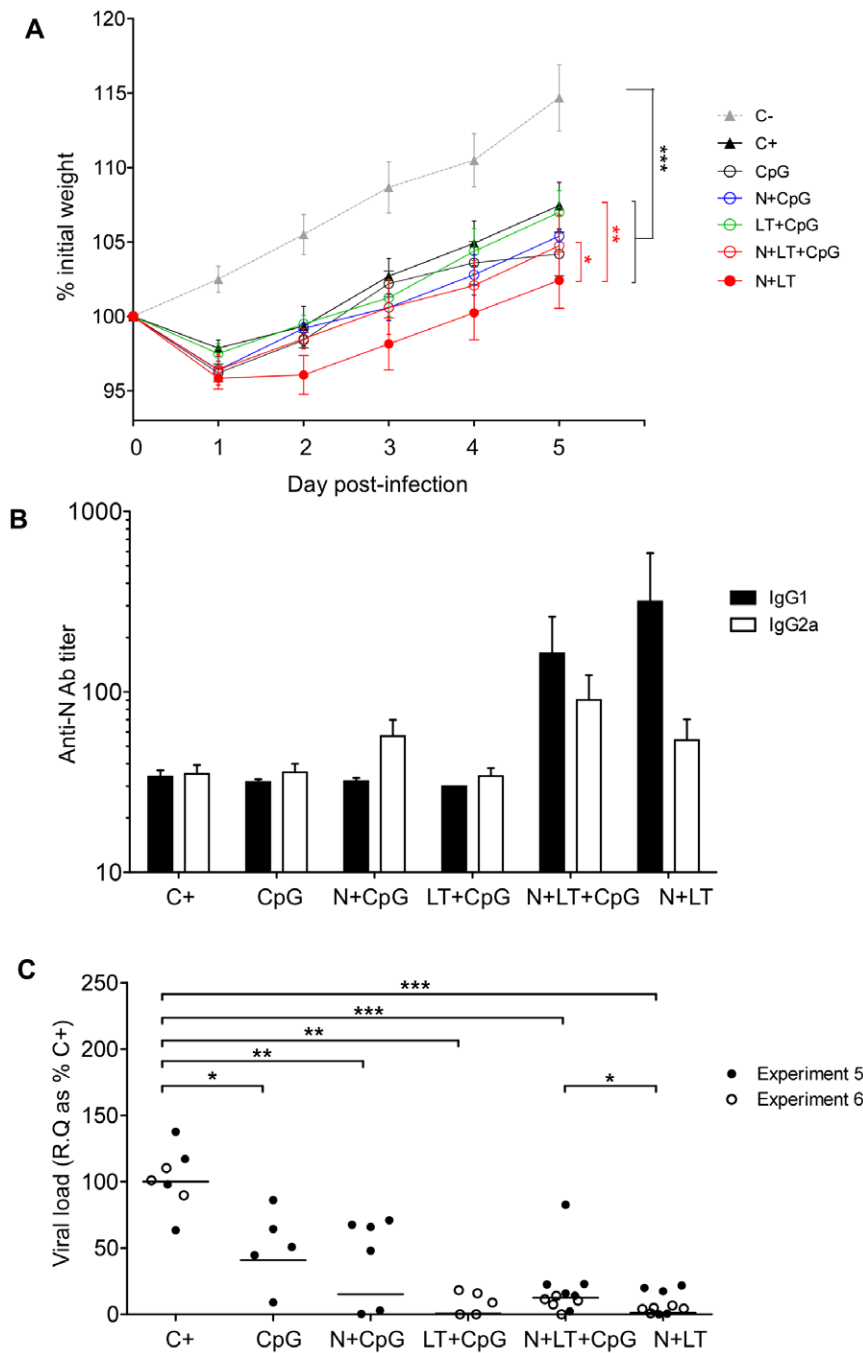 A
% initial weight
120
115
110
105
100
95
0 1 2 3 4 5
Day post-infection
C-
C+
CpG
N+CpG
LT+CpG
N+LT+CpG
N+LT
***
**
*
B
Anti-N Ab titer
1000
100
10
C+ CpG N+CpG LT+CpG N+LT+CpG N+LT
IgG1
IgG2a
C
Viral load (R.Q as % C+)
250
200
150
100
50
0
***
***
**
**
*
*
C+ CpG N+CpG LT+CpG N+LT+CpG N+LT
Experiment 5
Experiment 6